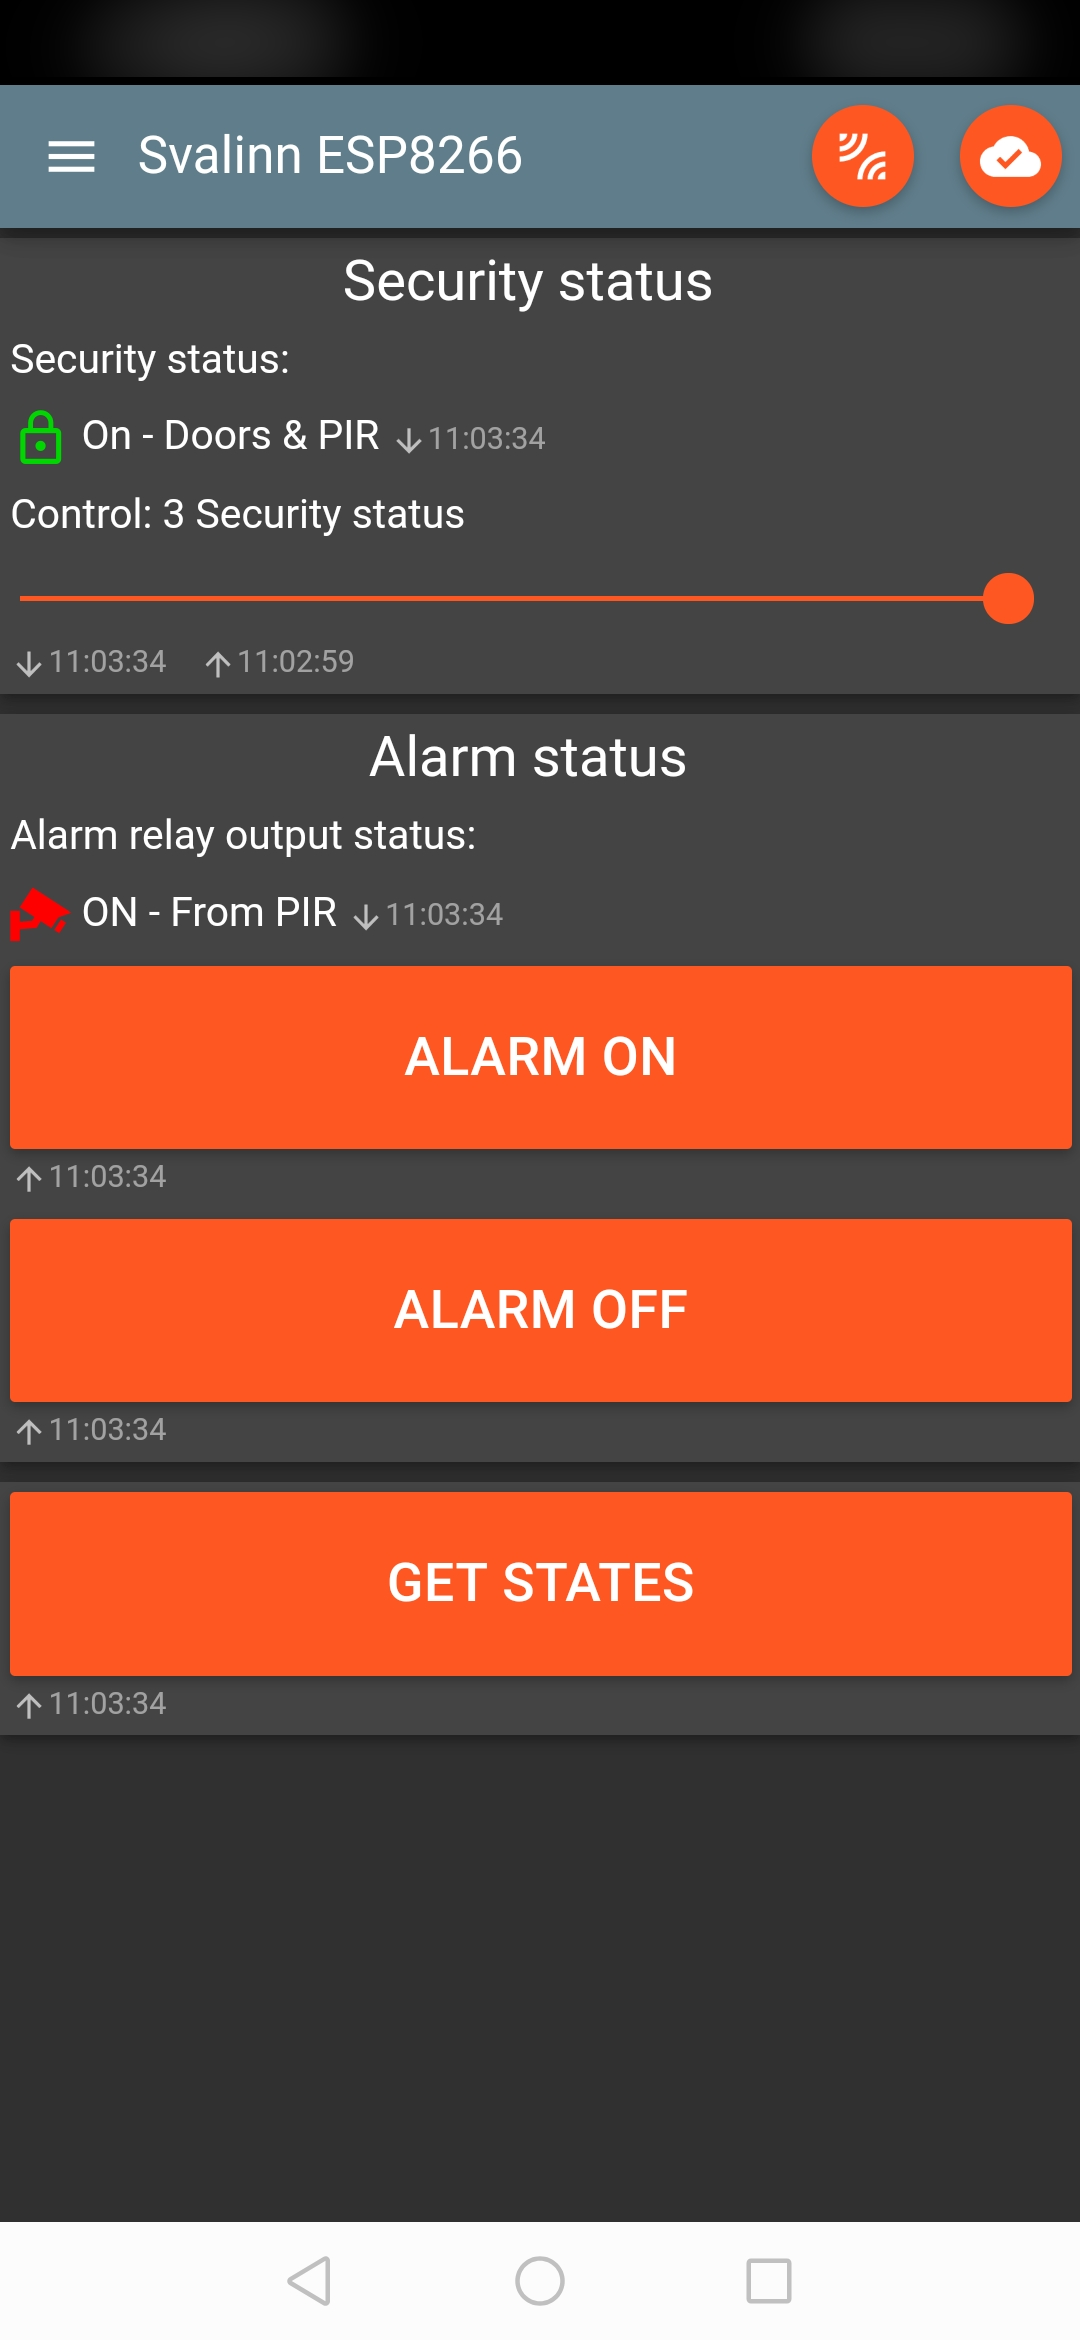 Svalinn ESP8266
Security status
Security status:
On - Doors & PIR ↓ 11:03:34
Control: 3 Security status
↓ 11:03:34 ↑ 11:02:59
Alarm status
Alarm relay output status:
ON - From PIR ↓ 11:03:34
ALARM ON
↑ 11:03:34
ALARM OFF
↑ 11:03:34
GET STATES
↑ 11:03:34